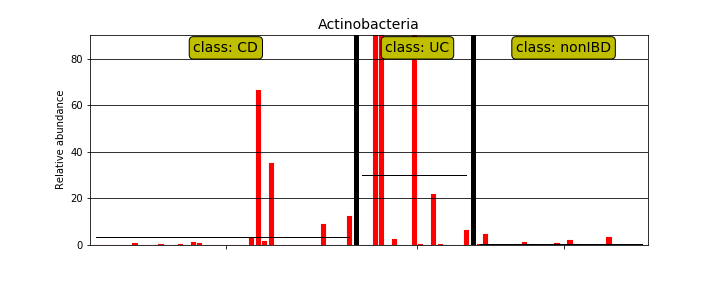 Actinobacteria
class: CD
class: UC
class: nonIBD
Relative abundance
80
60
40
20
0